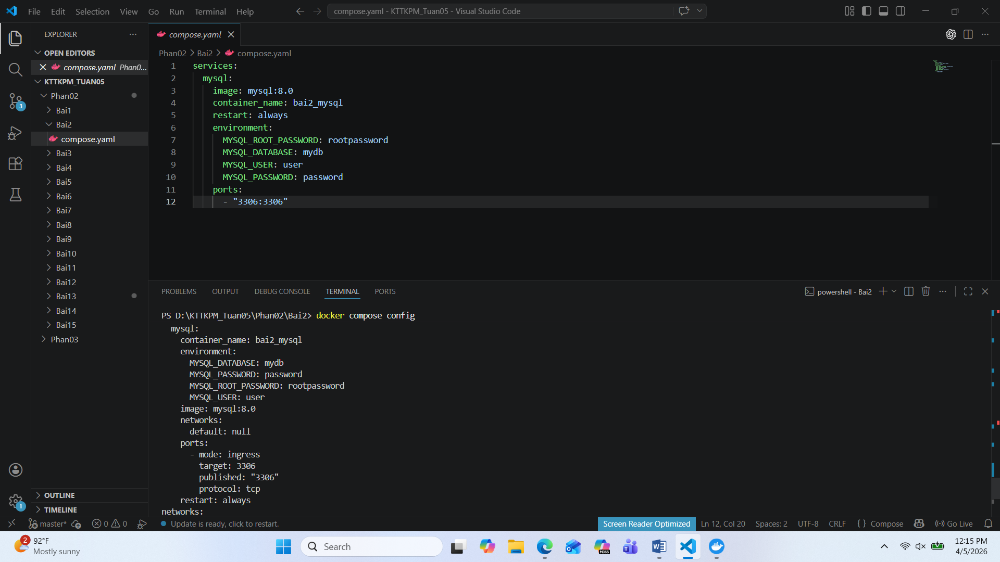 File Edit Selection View Go Run Terminal Help
compose.yaml - KTTKPM_Tuan05 - Visual Studio Code
EXPLORER
OPEN EDITORS
compose.yaml Phan0...
KTTKPM_TUAN05
Phan02
Bai1
Bai2
compose.yaml
Bai3
Bai4
Bai5
Bai6
Bai7
Bai8
Bai9
Bai10
Bai11
Bai12
Bai13
Bai14
Bai15
Phan03
OUTLINE
TIMELINE
3
1
compose.yaml
Phan02 > Bai2 > compose.yaml
1 services:
2 mysql:
3 image: mysql:8.0
4 container_name: bai2_mysql
5 restart: always
6 environment:
7 MYSQL_ROOT_PASSWORD: rootpassword
8 MYSQL_DATABASE: mydb
9 MYSQL_USER: user
10 MYSQL_PASSWORD: password
11 ports:
12 - "3306:3306"
PROBLEMS OUTPUT DEBUG CONSOLE TERMINAL PORTS
powershell - Bai2
PS D:\KTTKPM_Tuan05\Phan02\Bai2> docker compose config
mysql:
container_name: bai2_mysql
environment:
MYSQL_DATABASE: mydb
MYSQL_PASSWORD: password
MYSQL_ROOT_PASSWORD: rootpassword
MYSQL_USER: user
image: mysql:8.0
networks:
default: null
ports:
- mode: ingress
target: 3306
published: "3306"
protocol: tcp
restart: always
networks:
master* 0 0 Update is ready, click to restart. Screen Reader Optimized Ln 12, Col 20 Spaces: 2 UTF-8 CRLF { } Compose Go Live
2
92°F
Mostly sunny
Search
M365
12:15 PM
4/5/2026